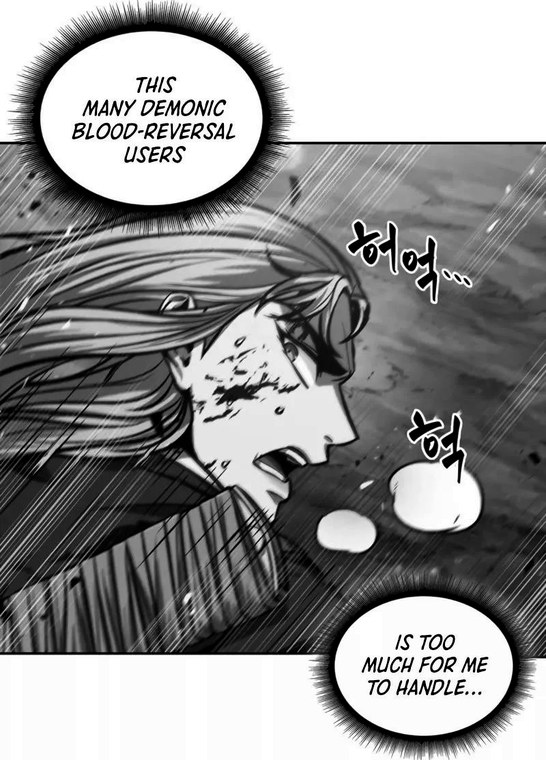 THIS
MANY DEMONIC
BLOOD-REVERSAL
USERS
허억...
헉
IS TOO
MUCH FOR ME
TO HANDLE...